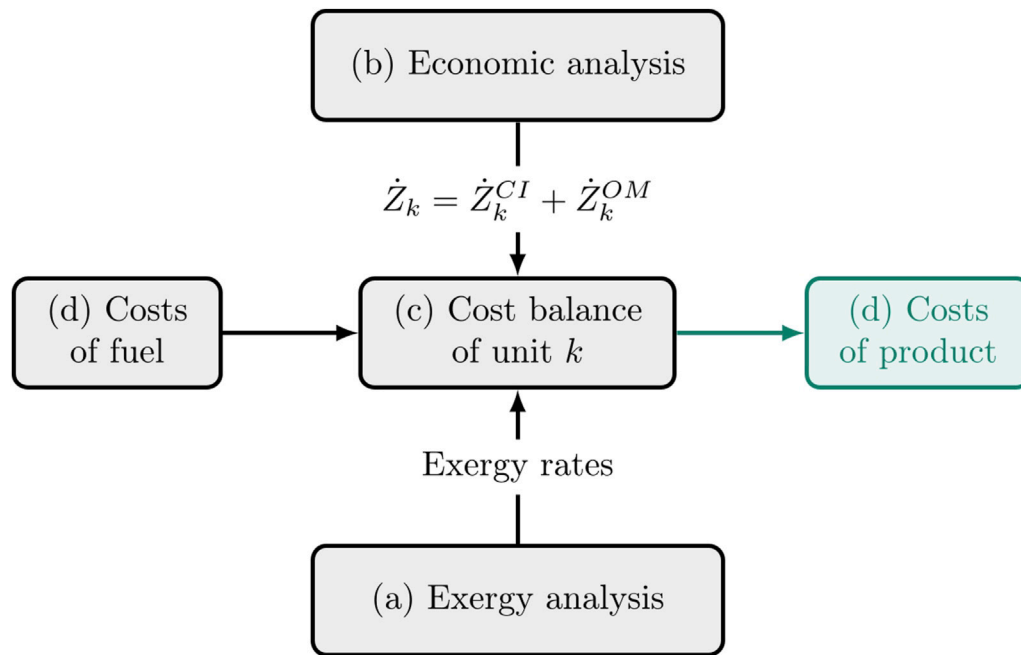 (b) Economic analysis
Ż_k = Ż_k^{CI} + Ż_k^{OM}
(d) Costs
of fuel
(c) Cost balance
of unit k
(d) Costs
of product
Exergy rates
(a) Exergy analysis